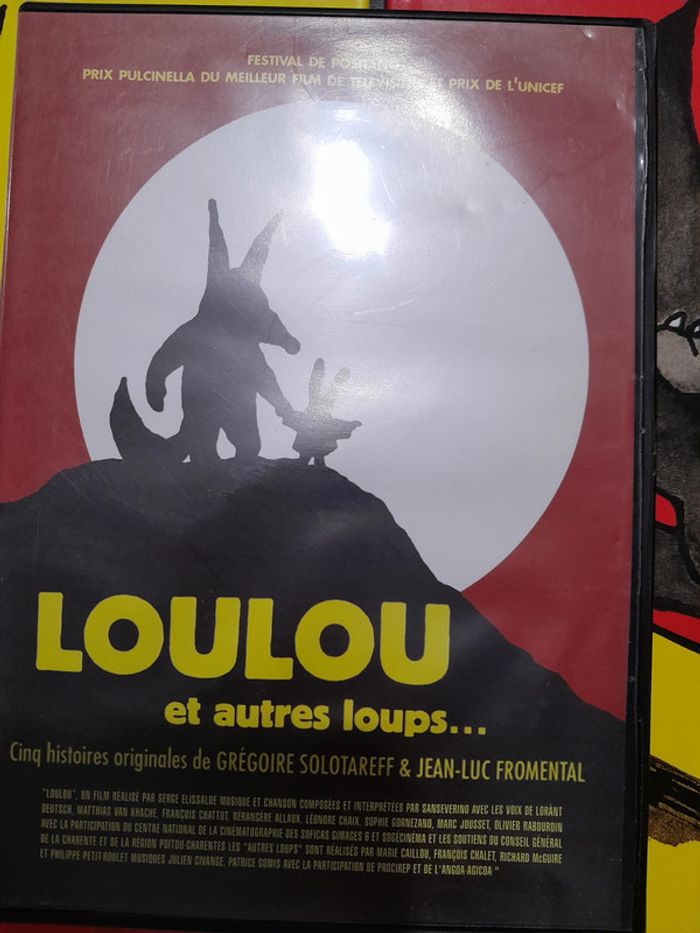 FESTIVAL DE POSITANO
PRIX PULCINELLA DU MEILLEUR FILM DE TÉLÉVISION ET PRIX DE L'UNICEF
LOULOU
et autres loups...
Cinq histoires originales de GRÉGOIRE SOLOTAREFF & JEAN-LUC FROMENTAL
"LOULOU", UN FILM RÉALISÉ PAR SERGE ELISSALDE MUSIQUE ET CHANSON COMPOSÉES ET INTERPRÉTÉES PAR SANSEVERINO AVEC LES VOIX DE LORÀNT
DEUTSCH, MATTHIAS VAN KHACHE, FRANÇOIS CHATTOT, BÉRANGÈRE ALLAUX, LÉONORE CHAIX, SOPHIE GORNEZANO, MARC JOUSSET, OLIVIER RABOURDIN
AVEC LA PARTICIPATION DU CENTRE NATIONAL DE LA CINEMATOGRAPHIE DES SOFICAS GIMAGES 6 ET SOGÉCINÉMA ET LES SOUTIENS DU CONSEIL GÉNÉRAL
DE LA CHARENTE ET DE LA RÉGION POITOU-CHARENTES LES "AUTRES LOUPS" SONT RÉALISÉS PAR MARIE CAILLOU, FRANÇOIS CHALET, RICHARD McGUIRE
ET PHILIPPE PETIT-ROULET MUSIQUES JULIEN CIVANGE, PATRICE GOMIS AVEC LA PARTICIPATION DE PROCIREP ET DE L'ANGOA-AGICOA "